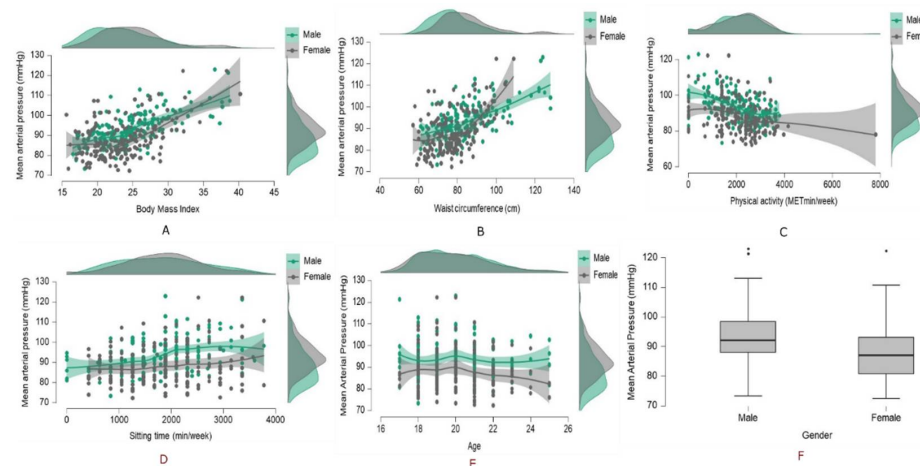 Male
Female
Mean arterial pressure (mmHg)
130
120
110
100
90
80
70
15 20 25 30 35 40 45
Body Mass Index
A
Male
Female
Mean arterial pressure (mmHg)
130
120
110
100
90
80
70
40 60 80 100 120 140
Waist circumference (cm)
B
Male
Fema
Mean arterial pressure (mmHg)
140
120
100
80
60
0 2000 4000 6000 8000
Physical activity (METmin/week)
C
Male
Female
Mean arterial pressure (mmHg)
130
120
110
100
90
80
70
0 1000 2000 3000 4000
Sitting time (min/week)
D
Male
Female
Mean Arterial Pressure (mmHg)
130
120
110
100
90
80
70
16 18 20 22 24 26
Age
E
Mean Arterial Pressure (mmHg)
120
110
100
90
80
70
Male Female
Gender
F